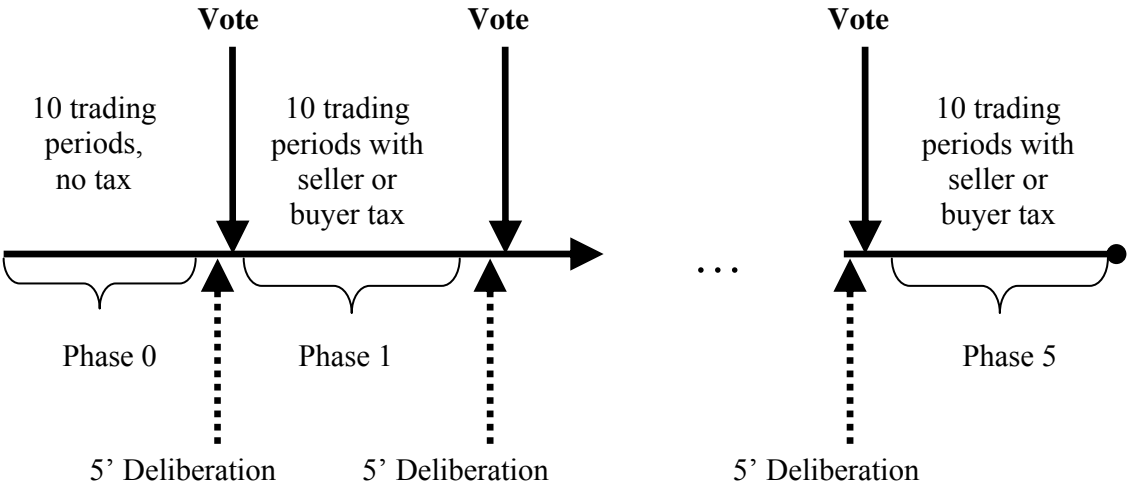 Vote
Vote
Vote
10 trading
periods,
no tax
10 trading
periods with
seller or
buyer tax
10 trading
periods with
seller or
buyer tax
...
Phase 0
Phase 1
Phase 5
5’ Deliberation
5’ Deliberation
5’ Deliberation